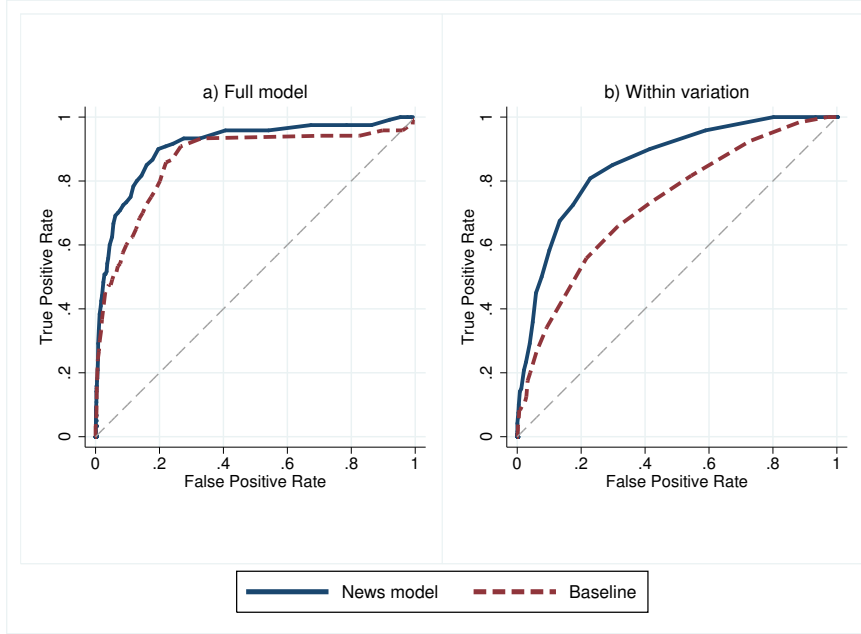 a) Full model
1
.8
.6
.4
.2
0
True Positive Rate
0 .2 .4 .6 .8 1
False Positive Rate
b) Within variation
1
.8
.6
.4
.2
0
True Positive Rate
0 .2 .4 .6 .8 1
False Positive Rate
News model Baseline